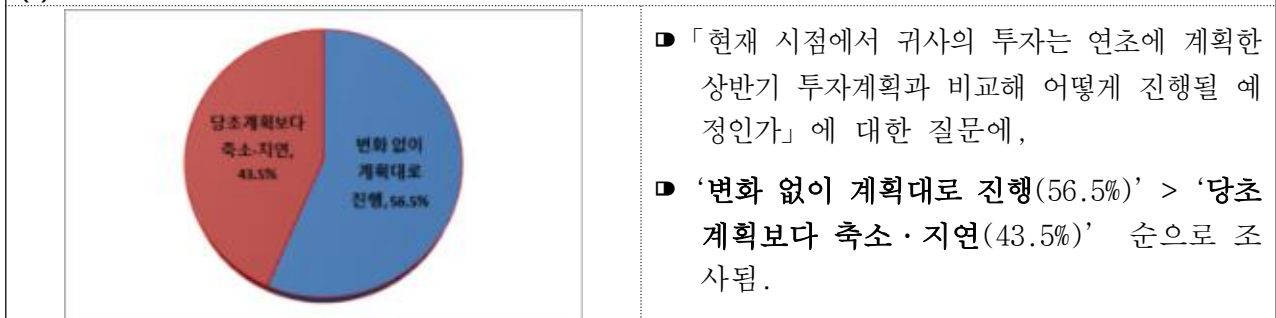 당초계획보다
축소·지연,
43.5%
변화 없이
계획대로
진행, 56.5%
▶「현재 시점에서 귀사의 투자는 연초에 계획한
상반기 투자계획과 비교해 어떻게 진행될 예
정인가」에 대한 질문에,
▶ ‘변화 없이 계획대로 진행(56.5%)’ > ‘당초
계획보다 축소·지연(43.5%)’ 순으로 조
사됨.